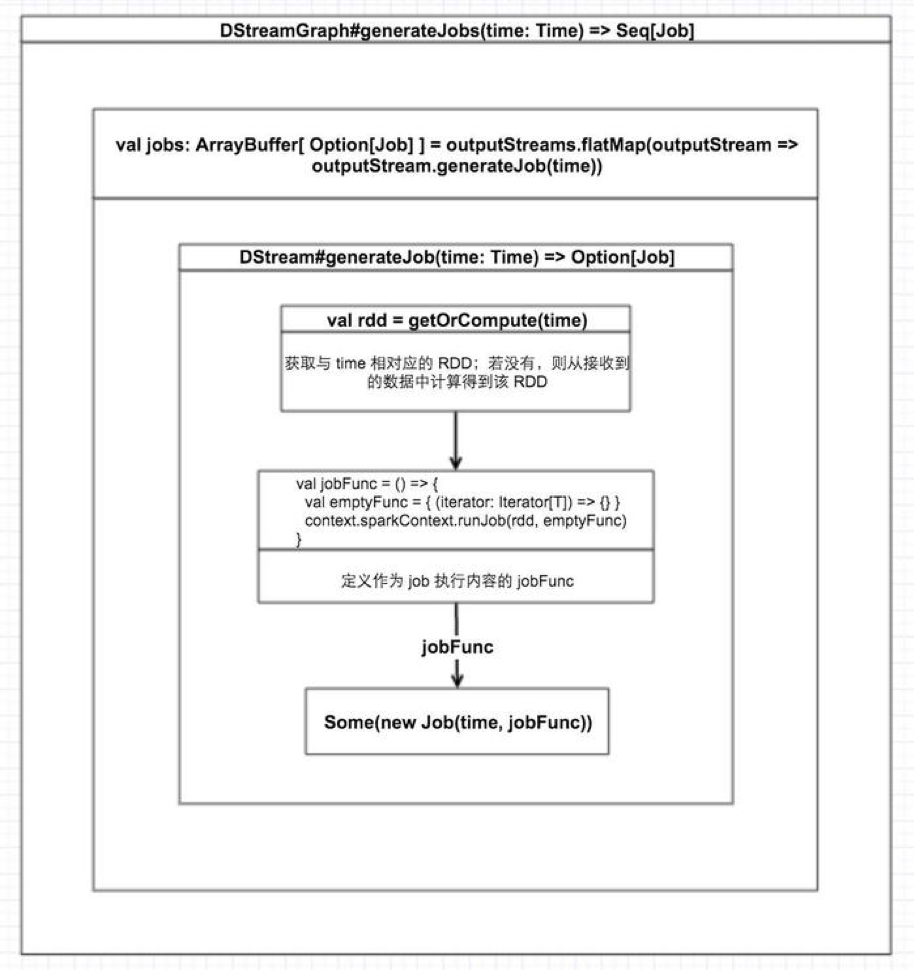 DStreamGraph#generateJobs(time: Time) => Seq[Job]
val jobs: ArrayBuffer[ Option[Job] ] = outputStreams.flatMap(outputStream =>
outputStream.generateJob(time))
DStream#generateJob(time: Time) => Option[Job]
val rdd = getOrCompute(time)
获取与 time 相对应的 RDD；若没有，则从接收到
的数据中计算得到该 RDD
val jobFunc = () => {
val emptyFunc = { (iterator: Iterator[T]) => {} }
context.sparkContext.runJob(rdd, emptyFunc)
}
定义作为 job 执行内容的 jobFunc
jobFunc
Some(new Job(time, jobFunc))